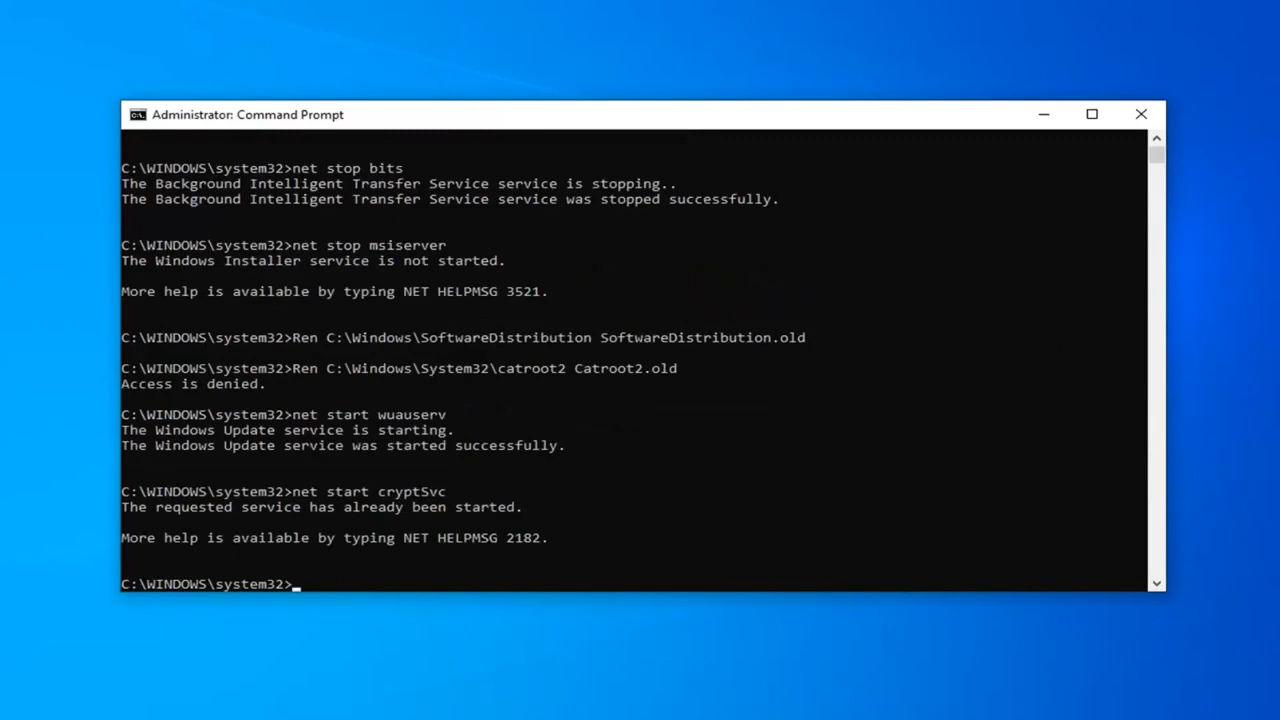 Administrator: Command Prompt
C:\WINDOWS\system32>net stop bits
The Background Intelligent Transfer Service service is stopping..
The Background Intelligent Transfer Service service was stopped successfully.
C:\WINDOWS\system32>net stop msiserver
The Windows Installer service is not started.
More help is available by typing NET HELPMSG 3521.
C:\WINDOWS\system32>Ren C:\Windows\SoftwareDistribution SoftwareDistribution.old
C:\WINDOWS\system32>Ren C:\Windows\System32\catroot2 Catroot2.old
Access is denied.
C:\WINDOWS\system32>net start wuauserv
The Windows Update service is starting.
The Windows Update service was started successfully.
C:\WINDOWS\system32>net start cryptSvc
The requested service has already been started.
More help is available by typing NET HELPMSG 2182.
C:\WINDOWS\system32>